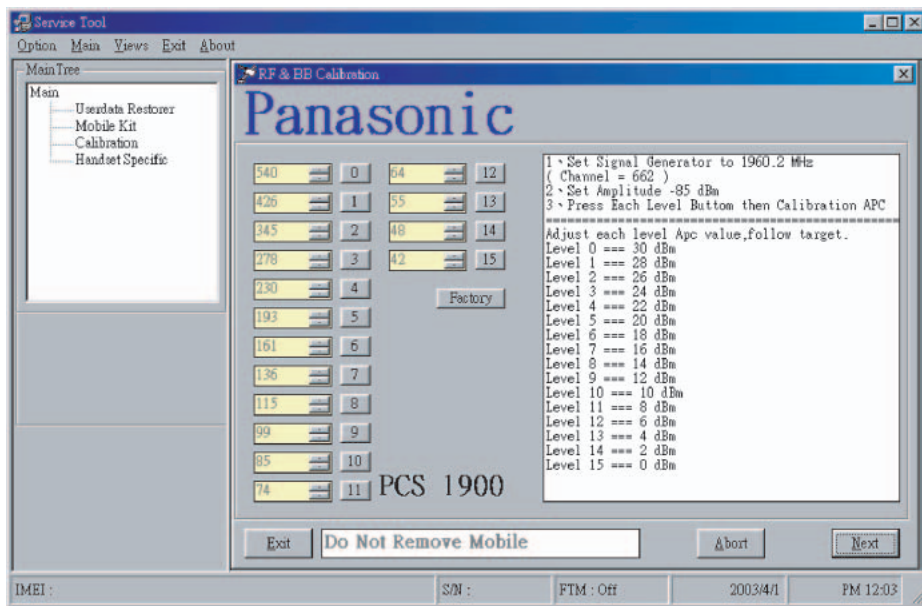 Service Tool
Option Main Views Exit About
Main Tree
Main
Userdata Restorer
Mobile Kit
Calibration
Handset Specific
RF & BB Calibration
Panasonic
540 0 64 12
426 1 55 13
345 2 48 14
278 3 42 15
230 4
Factory
193 5
161 6
136 7
115 8
99 9
85 10
74 11
PCS 1900
1、Set Signal Generator to 1960.2 MHz
( Channel = 662 )
2、Set Amplitude -85 dBm
3、Press Each Level Buttom then Calibration APC
================================================
Adjust each level Apc value,follow target.
Level 0 === 30 dBm
Level 1 === 28 dBm
Level 2 === 26 dBm
Level 3 === 24 dBm
Level 4 === 22 dBm
Level 5 === 20 dBm
Level 6 === 18 dBm
Level 7 === 16 dBm
Level 8 === 14 dBm
Level 9 === 12 dBm
Level 10 === 10 dBm
Level 11 === 8 dBm
Level 12 === 6 dBm
Level 13 === 4 dBm
Level 14 === 2 dBm
Level 15 === 0 dBm
Exit Do Not Remove Mobile Abort Next
IMEI : S/N : FTM : Off 2003/4/1 PM 12:03